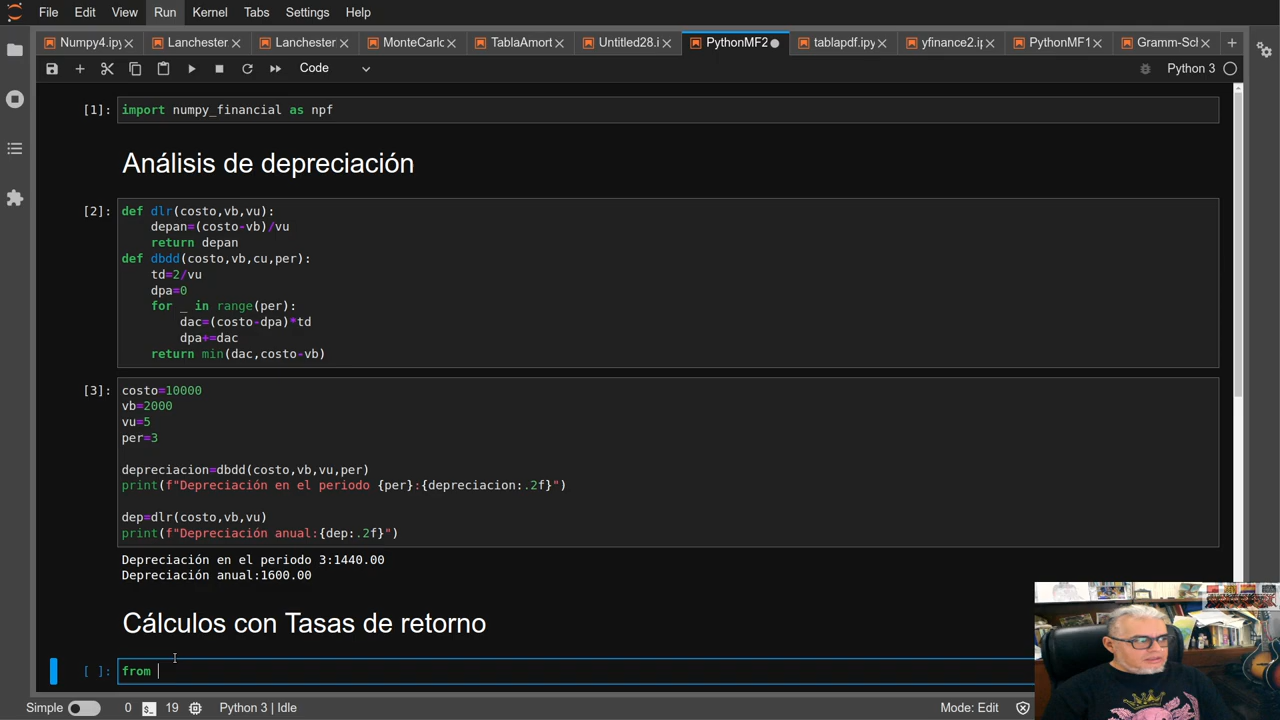 File Edit View Run Kernel Tabs Settings Help
Numpy4.ipy Lanchester Lanchester MonteCarlo TablaAmort Untitled28.i PythonMF2 tablapdf.ipy yfinance2.ip PythonMF1 Gramm-Scl
Code Python 3
[1]: import numpy_financial as npf
Análisis de depreciación
[2]: def dlr(costo,vb,vu):
depan=(costo-vb)/vu
return depan
def dbdd(costo,vb,cu,per):
td=2/vu
dpa=0
for _ in range(per):
dac=(costo-dpa)*td
dpa+=dac
return min(dac,costo-vb)
[3]: costo=10000
vb=2000
vu=5
per=3
depreciacion=dbdd(costo,vb,vu,per)
print(f"Depreciación en el periodo {per}:{depreciacion:.2f}")
dep=dlr(costo,vb,vu)
print(f"Depreciación anual:{dep:.2f}")
Depreciación en el periodo 3:1440.00
Depreciación anual:1600.00
Cálculos con Tasas de retorno
[ ]: from
Simple 0 19 Python 3 | Idle Mode: Edit